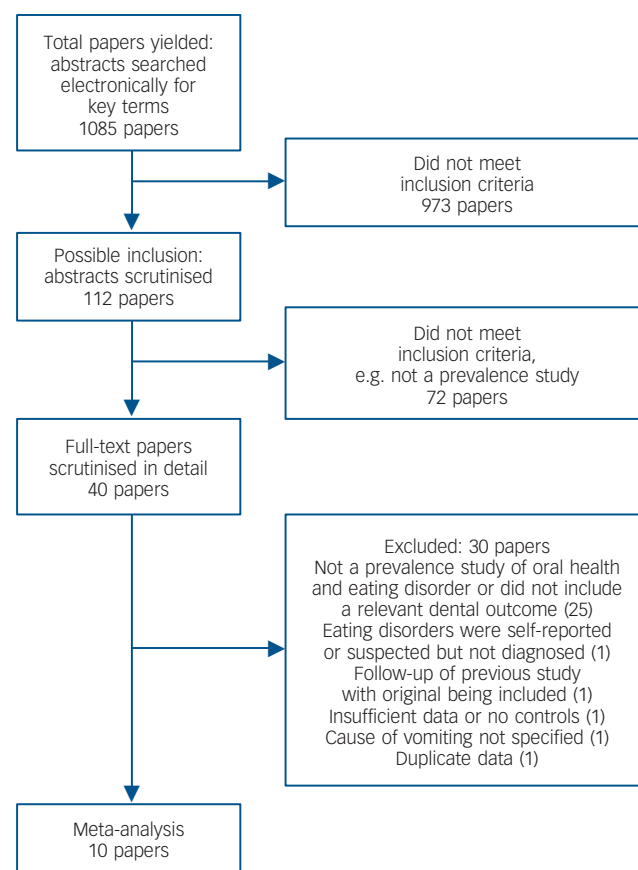 Total papers yielded:
abstracts searched
electronically for
key terms
1085 papers
Did not meet
inclusion criteria
973 papers
Possible inclusion:
abstracts scrutinised
112 papers
Did not meet
inclusion criteria,
e.g. not a prevalence study
72 papers
Full-text papers
scrutinised in detail
40 papers
Excluded: 30 papers
Not a prevalence study of oral health
and eating disorder or did not include
a relevant dental outcome (25)
Eating disorders were self-reported
or suspected but not diagnosed (1)
Follow-up of previous study
with original being included (1)
Insufficient data or no controls (1)
Cause of vomiting not specified (1)
Duplicate data (1)
Meta-analysis
10 papers